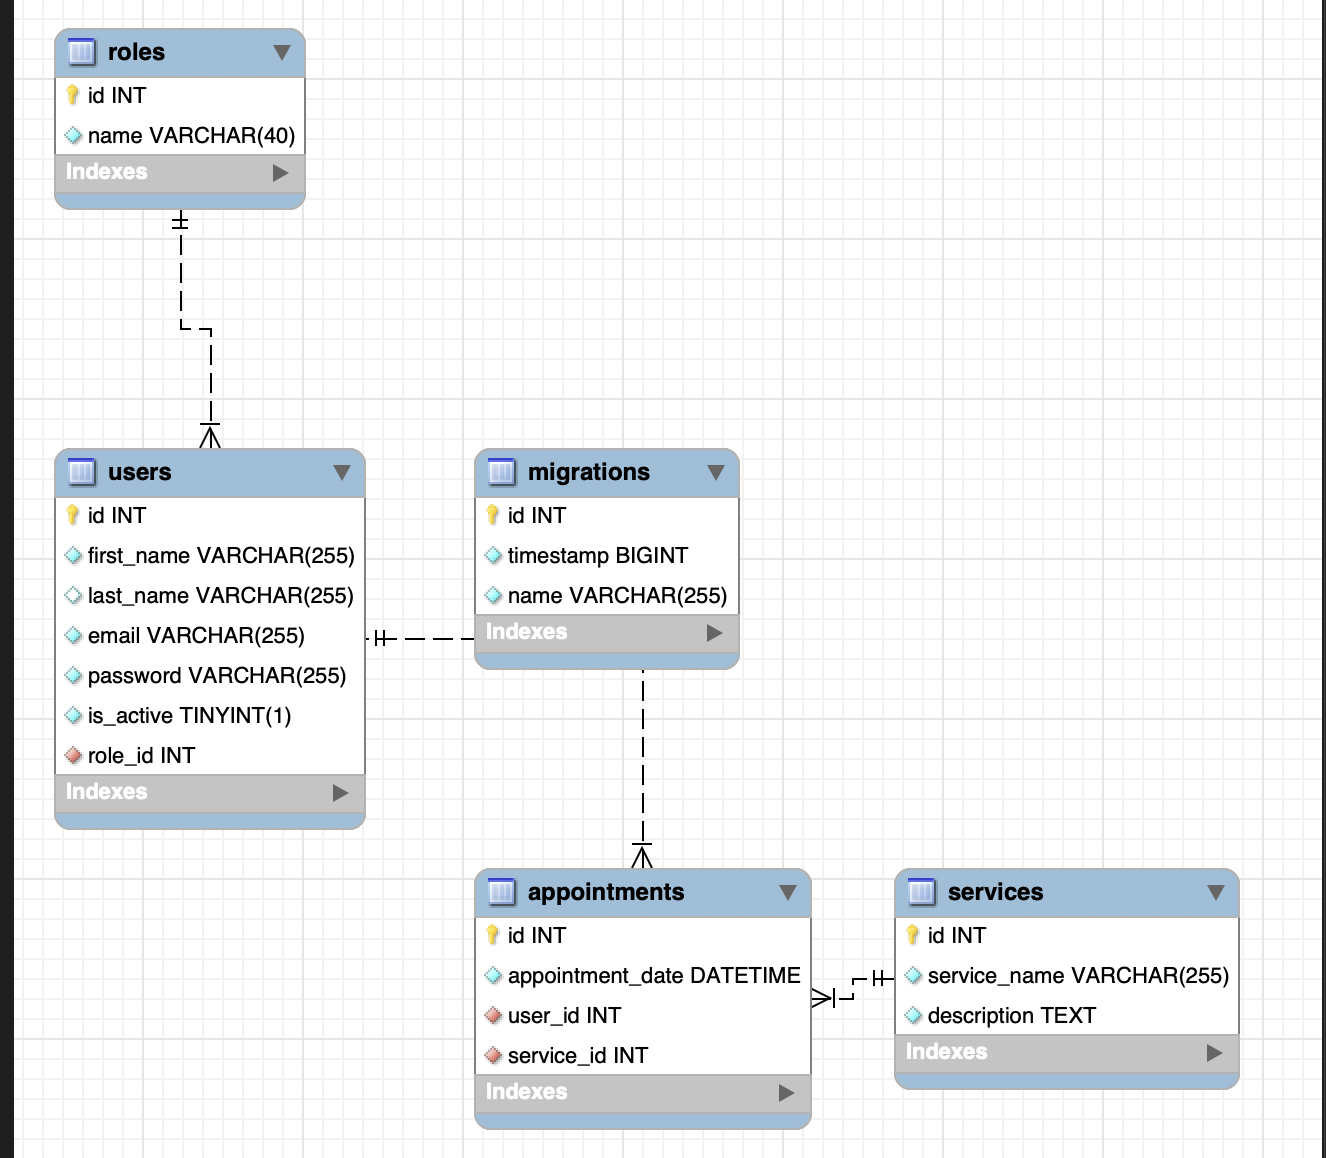 roles
id INT
name VARCHAR(40)
Indexes
users
id INT
first_name VARCHAR(255)
last_name VARCHAR(255)
email VARCHAR(255)
password VARCHAR(255)
is_active TINYINT(1)
role_id INT
Indexes
migrations
id INT
timestamp BIGINT
name VARCHAR(255)
Indexes
appointments
id INT
appointment_date DATETIME
user_id INT
service_id INT
Indexes
services
id INT
service_name VARCHAR(255)
description TEXT
Indexes